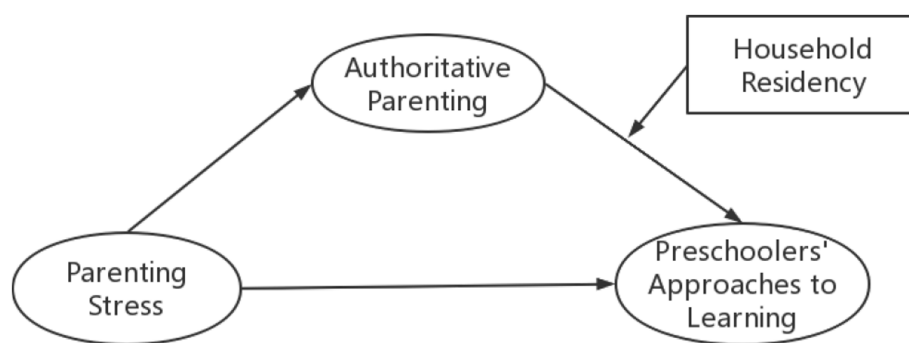 Authoritative
Parenting
Household
Residency
Parenting
Stress
Preschoolers'
Approaches to
Learning